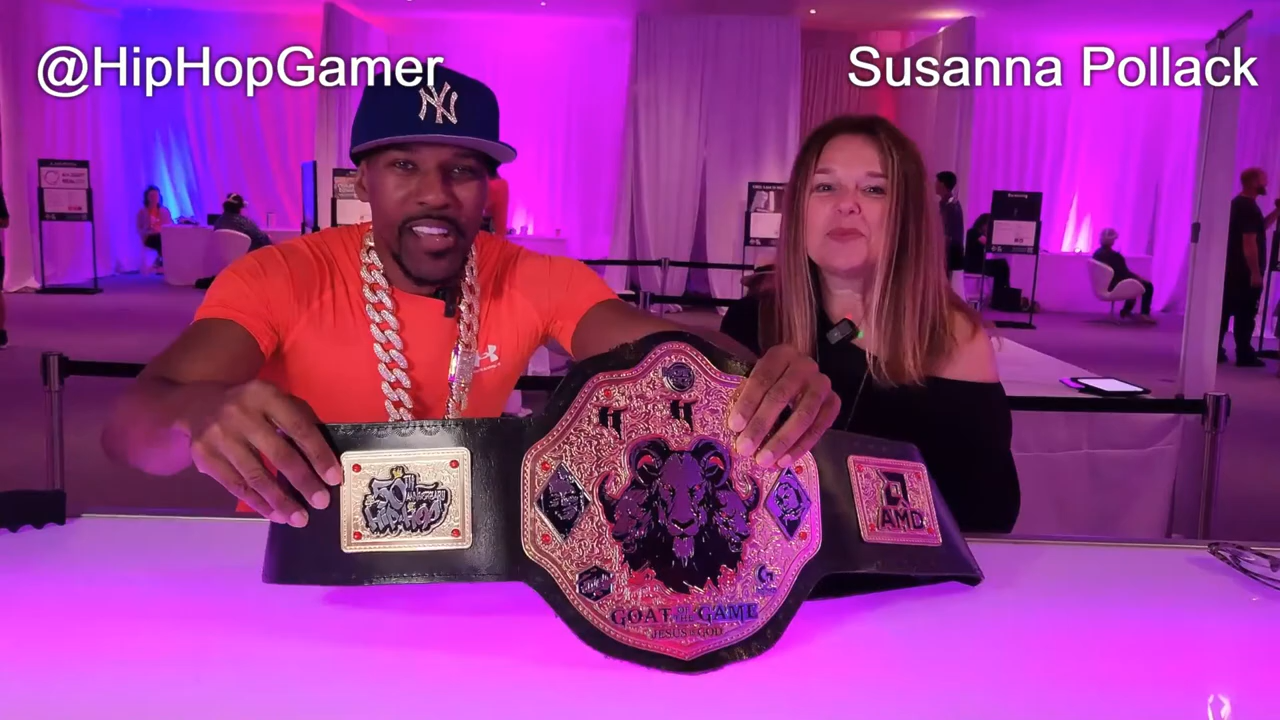 @HipHopGamer
Susanna Pollack
NY
50TH
ANNIVERSARY
HIP HOP
AMD
GOAT OF THE GAME
JESUS IS GOD